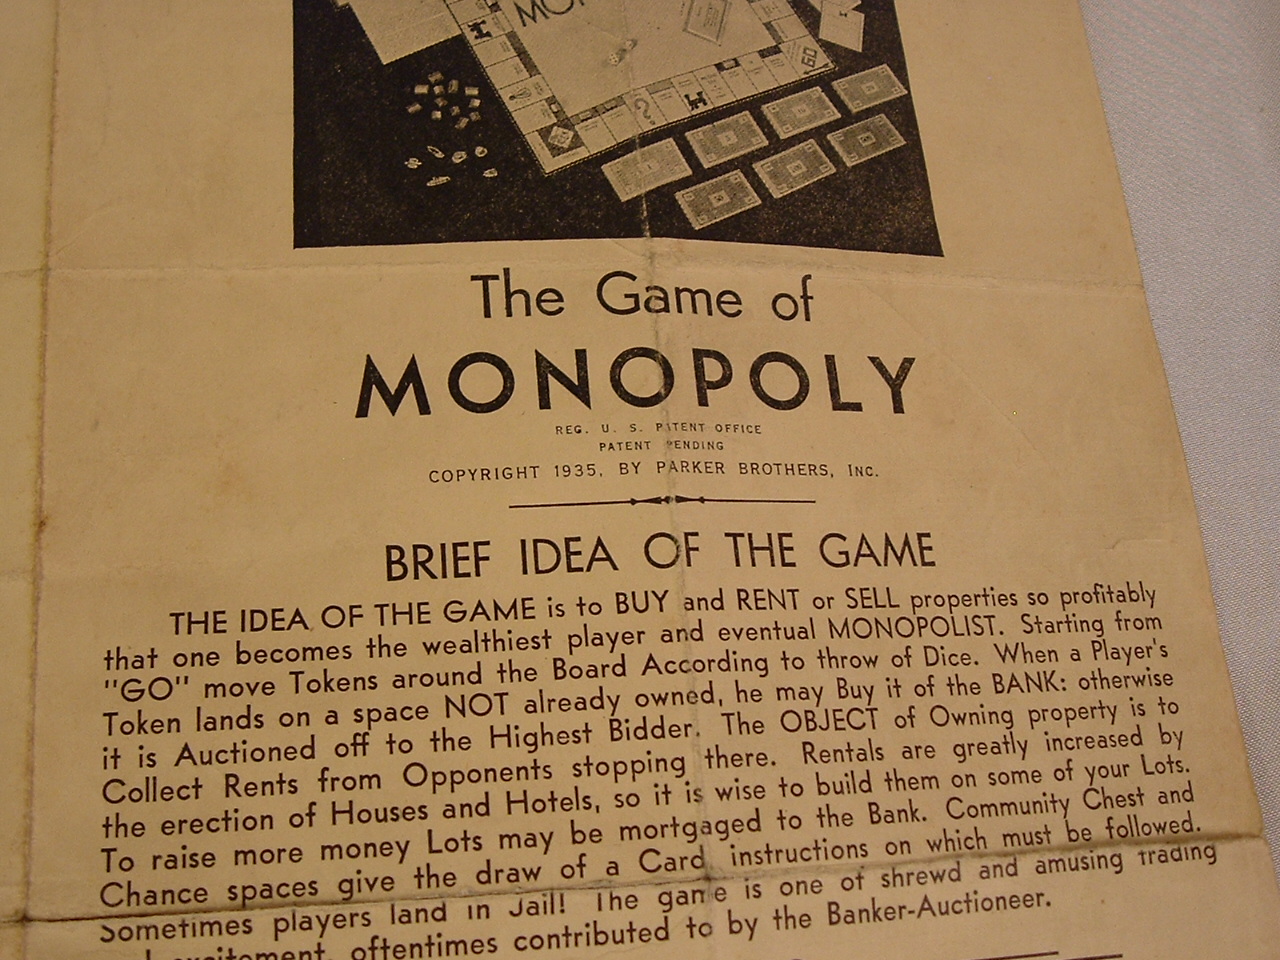 MO
GO
The Game of
MONOPOLY
REG. U. S. PATENT OFFICE
PATENT PENDING
COPYRIGHT 1935, BY PARKER BROTHERS, INC.
BRIEF IDEA OF THE GAME
THE IDEA OF THE GAME is to BUY and RENT or SELL properties so profitably
that one becomes the wealthiest player and eventual MONOPOLIST. Starting from
"GO" move Tokens around the Board According to throw of Dice. When a Player's
Token lands on a space NOT already owned, he may Buy it of the BANK: otherwise
it is Auctioned off to the Highest Bidder. The OBJECT of Owning property is to
Collect Rents from Opponents stopping there. Rentals are greatly increased by
the erection of Houses and Hotels, so it is wise to build them on some of your Lots.
To raise more money Lots may be mortgaged to the Bank. Community Chest and
Chance spaces give the draw of a Card instructions on which must be followed.
Sometimes players land in Jail! The game is one of shrewd and amusing trading
excitement, oftentimes contributed to by the Banker-Auctioneer.